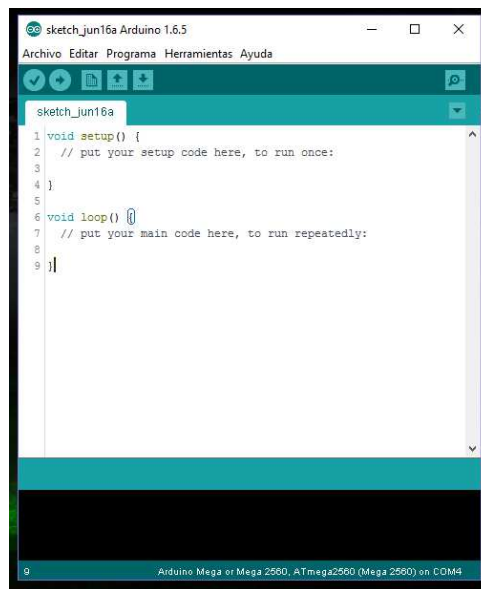 sketch_jun16a Arduino 1.6.5
Archivo Editar Programa Herramientas Ayuda
sketch_jun16a
1 void setup() {
2   // put your setup code here, to run once:
3
4 }
5
6 void loop() {
7   // put your main code here, to run repeatedly:
8
9 }
9 Arduino Mega or Mega 2560, ATmega2560 (Mega 2560) on COM4